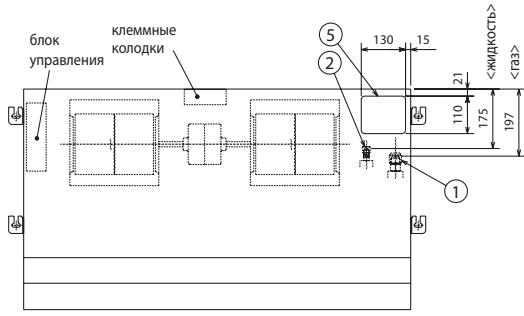 блок
управления
клеммные
колодки
5
130
15
2
21
<жидкость>
<газ>
110
175
197
1